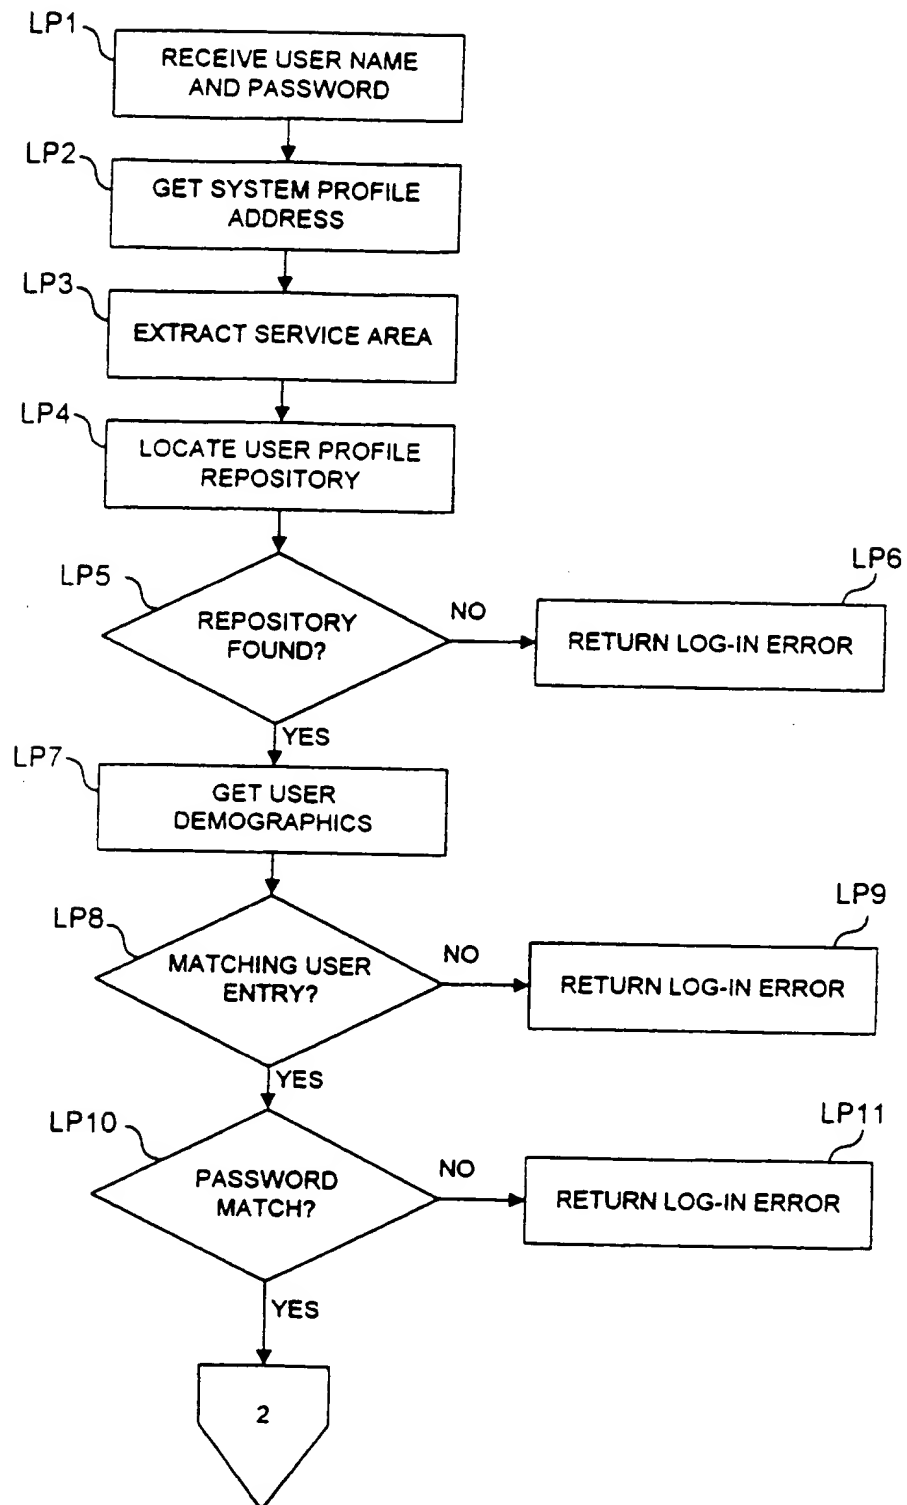 LP1
RECEIVE USER NAME
AND PASSWORD
LP2
GET SYSTEM PROFILE
ADDRESS
LP3
EXTRACT SERVICE AREA
LP4
LOCATE USER PROFILE
REPOSITORY
LP5
REPOSITORY
FOUND?
NO
LP6
RETURN LOG-IN ERROR
YES
LP7
GET USER
DEMOGRAPHICS
LP8
MATCHING USER
ENTRY?
NO
LP9
RETURN LOG-IN ERROR
YES
LP10
PASSWORD
MATCH?
NO
LP11
RETURN LOG-IN ERROR
YES
2